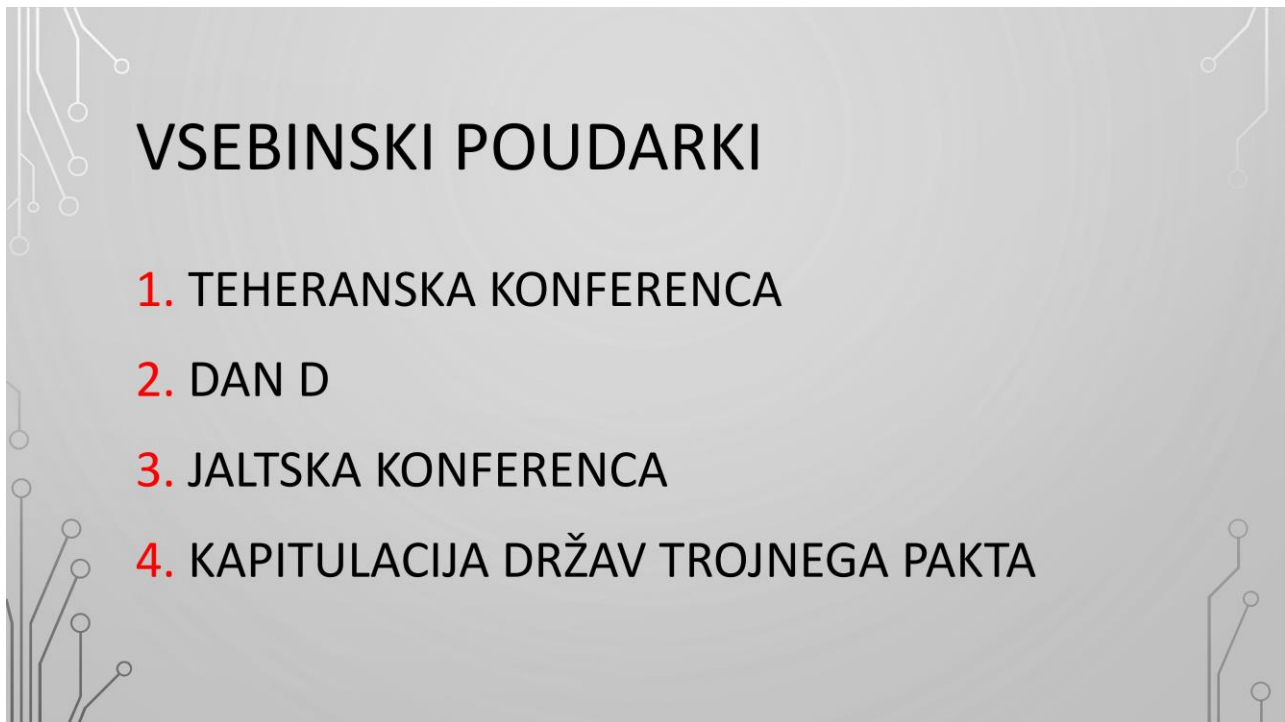 VSEBINSKI POUDARKI
1. TEHERANSKA KONFERENCA
2. DAN D
3. JALTSKA KONFERENCA
4. KAPITULACIJA DRŽAV TROJNEGA PAKTA